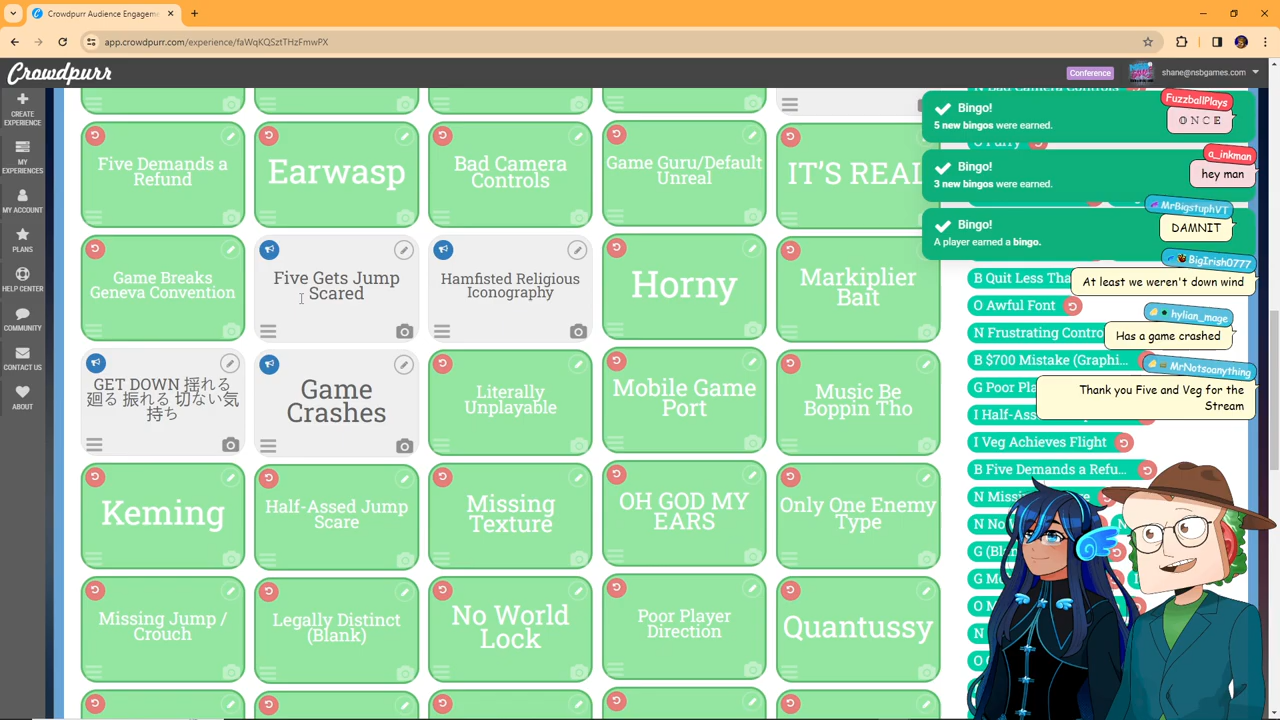 Crowdpurr Audience Engageme
app.crowdpurr.com/experience/faWqKQSztTHzFmwPX
Crowdpurr
Conference
shane@nsbgames.com
CREATE
EXPERIENCE
MY
EXPERIENCES
MY ACCOUNT
PLANS
HELP CENTER
COMMUNITY
CONTACT US
ABOUT
Five Demands a
Refund
Earwasp
Bad Camera
Controls
Game Guru/Default
Unreal
IT'S REAL
Game Breaks
Geneva Convention
Five Gets Jump
Scared
Hamfisted Religious
Iconography
Horny
Markiplier
Bait
GET DOWN 揺れる
廻る 振れる 切ない気
持ち
Game
Crashes
Literally
Unplayable
Mobile Game
Port
Music Be
Boppin Tho
Keming
Half-Assed Jump
Scare
Missing
Texture
OH GOD MY
EARS
Only One Enemy
Type
Missing Jump /
Crouch
Legally Distinct
(Blank)
No World
Lock
Poor Player
Direction
Quantussy
N Bad Camera Controls
Bingo!
5 new bingos were earned.
FuzzballPlays
ONCE
O Furry
Bingo!
3 new bingos were earned.
a_inkman
hey man
Bingo!
A player earned a bingo.
MrBigstuphVT
DAMNIT
BigIrish0777
B Quit Less Tha
At least we weren't down wind
O Awful Font
hylian_mage
N Frustrating Contro
Has a game crashed
B $700 Mistake (Graphi...
MrNotsoanything
G Poor Pla
Thank you Five and Veg for the
Stream
I Half-Ass
I Veg Achieves Flight
B Five Demands a Refu...
N Missin
N No
G (Blan
G M
O M
N
O